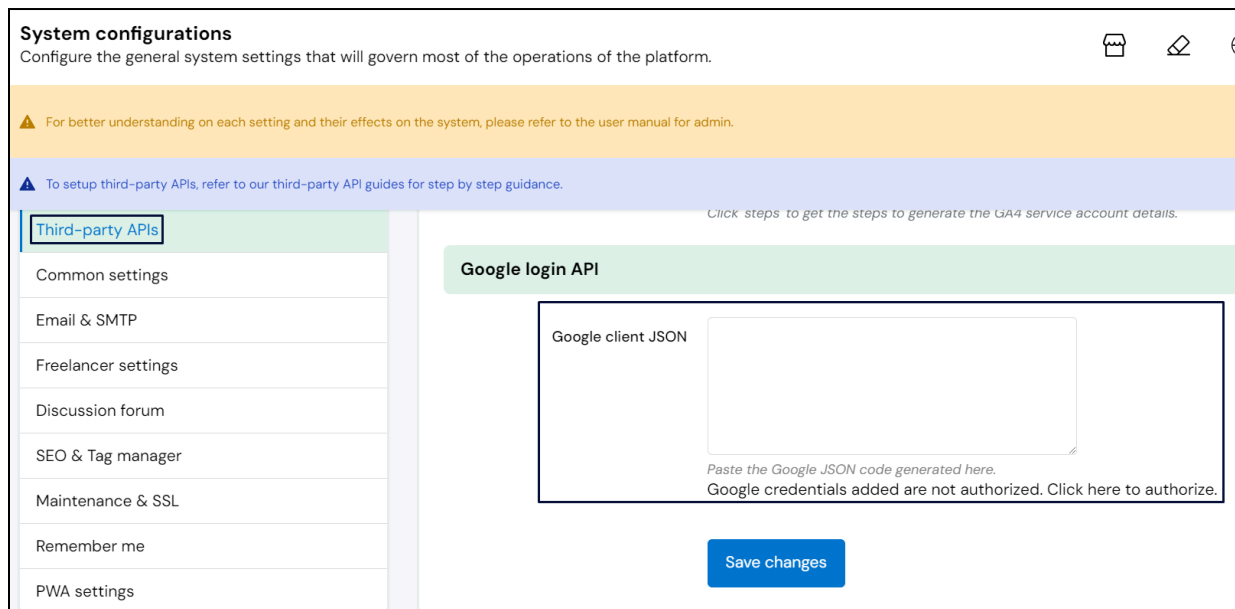 System configurations
Configure the general system settings that will govern most of the operations of the platform.
For better understanding on each setting and their effects on the system, please refer to the user manual for admin.
To setup third-party APIs, refer to our third-party API guides for step by step guidance.
Third-party APIs
Common settings
Email & SMTP
Freelancer settings
Discussion forum
SEO & Tag manager
Maintenance & SSL
Remember me
PWA settings
Click 'steps' to get the steps to generate the GA4 service account details.
Google login API
Google client JSON
Paste the Google JSON code generated here.
Google credentials added are not authorized. Click here to authorize.
Save changes